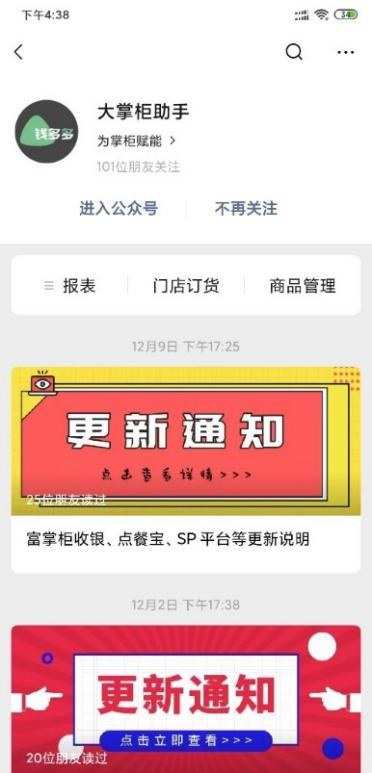 下午4:38
34
钱多多
大掌柜助手
为掌柜赋能 >
101位朋友关注
进入公众号
不再关注
报表
门店订货
商品管理
12月9日 下午17:25
更新通知
点击查看详情>>>
25位朋友读过
富掌柜收银、点餐宝、SP平台等更新说明
12月2日 下午17:38
更新通知
点击立即查看>>>
20位朋友读过